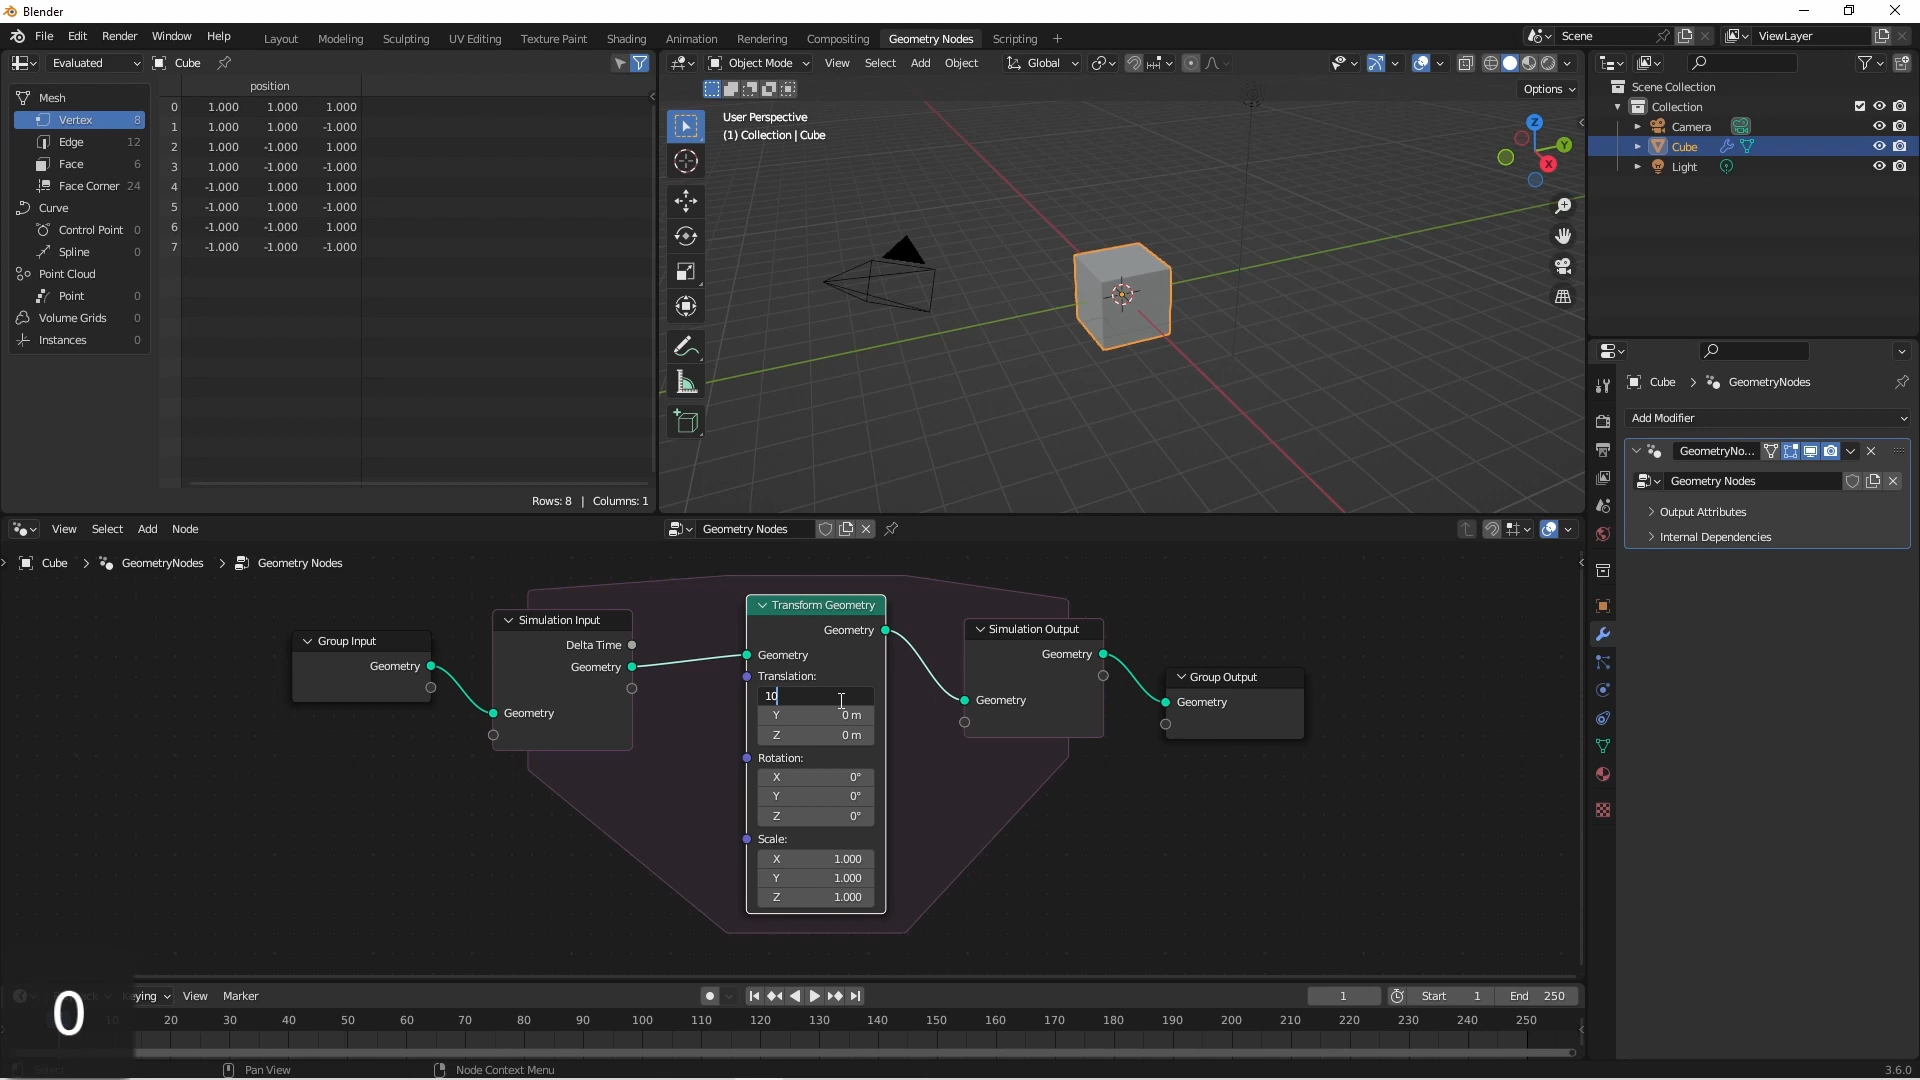 Blender
File Edit Render Window Help
Layout Modeling Sculpting UV Editing Texture Paint Shading Animation Rendering Compositing Geometry Nodes Scripting +
Scene
ViewLayer
Evaluated
Cube
position
Mesh
Vertex 8
Edge 12
Face 6
Face Corner 24
Curve
Control Point 0
Spline 0
Point Cloud
Point 0
Volume Grids 0
Instances 0
0 1.000 1.000 1.000
1 1.000 1.000 -1.000
2 1.000 -1.000 1.000
3 1.000 -1.000 -1.000
4 -1.000 1.000 1.000
5 -1.000 1.000 -1.000
6 -1.000 -1.000 1.000
7 -1.000 -1.000 -1.000
Rows: 8 | Columns: 1
Object Mode View Select Add Object Global
Options
User Perspective
(1) Collection | Cube
Z
Y
X
Scene Collection
Collection
Camera
Cube
Light
Cube > GeometryNodes
Add Modifier
GeometryNo...
Geometry Nodes
Output Attributes
Internal Dependencies
View Select Add Node
Geometry Nodes
Cube > GeometryNodes > Geometry Nodes
Group Input
Geometry
Simulation Input
Delta Time
Geometry
Geometry
Transform Geometry
Geometry
Geometry
Translation:
10
Y 0 m
Z 0 m
Rotation:
X 0°
Y 0°
Z 0°
Scale:
X 1.000
Y 1.000
Z 1.000
Simulation Output
Geometry
Geometry
Group Output
Geometry
0
ying View Marker
1
Start 1
End 250
10 20 30 40 50 60 70 80 90 100 110 120 130 140 150 160 170 180 190 200 210 220 230 240 250
Select
Pan View
Node Context Menu
3.6.0